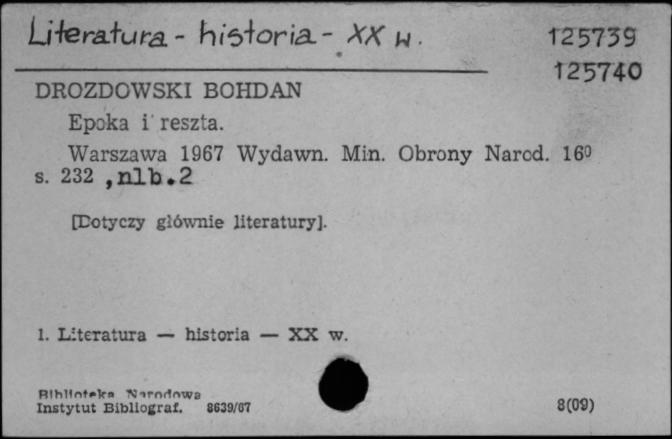 Literatura - historia - XX w.
125739
125740
DROZDOWSKI BOHDAN
Epoka i reszta.
Warszawa 1967 Wydawn. Min. Obrony Narod. 16⁰
s. 232 , nlb.2
[Dotyczy głównie literatury].
1. Literatura — historia — XX w.
Biblioteka Narodowa
Instytut Bibliograf. 8639/67
8(09)